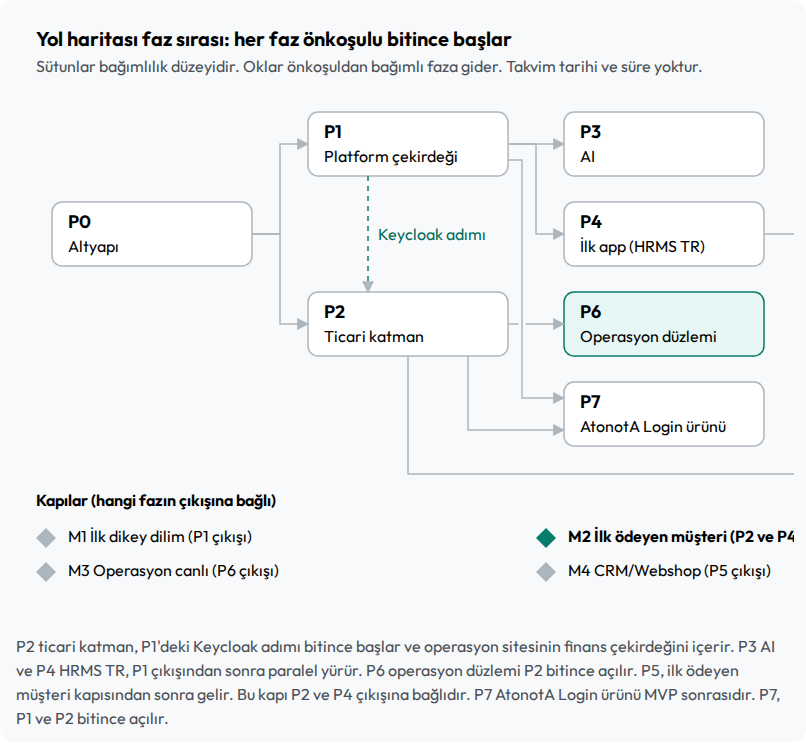 Yol haritası faz sırası: her faz önkoşulu bitince başlar
Sütunlar bağımlılık düzeyidir. Oklar önkoşuldan bağımlı faza gider. Takvim tarihi ve süre yoktur.
P0
Altyapı
P1
Platform çekirdeği
Keycloak adımı
P2
Ticari katman
P3
AI
P4
İlk app (HRMS TR)
P6
Operasyon düzlemi
P7
AtonotA Login ürünü
Kapılar (hangi fazın çıkışına bağlı)
M1 İlk dikey dilim (P1 çıkışı)
M2 İlk ödeyen müşteri (P2 ve P4
M3 Operasyon canlı (P6 çıkışı)
M4 CRM/Webshop (P5 çıkışı)
P2 ticari katman, P1'deki Keycloak adımı bitince başlar ve operasyon sitesinin finans çekirdeğini içerir. P3 AI
ve P4 HRMS TR, P1 çıkışından sonra paralel yürür. P6 operasyon düzlemi P2 bitince açılır. P5, ilk ödeyen
müşteri kapısından sonra gelir. Bu kapı P2 ve P4 çıkışına bağlıdır. P7 AtonotA Login ürünü MVP sonrasıdır. P7,
P1 ve P2 bitince açılır.